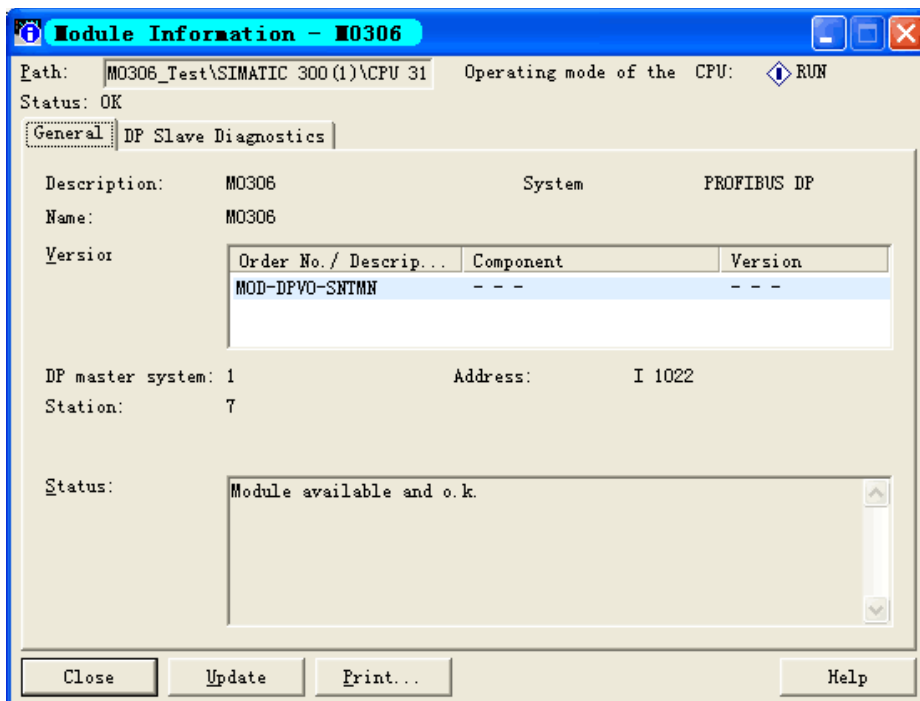 Module Information - M0306
Path: M0306_Test\SIMATIC 300(1)\CPU 31 Operating mode of the CPU: RUN
Status: OK
General DP Slave Diagnostics
Description: M0306 System PROFIBUS DP
Name: M0306
Version
Order No./ Descrip... Component Version
MOD-DPV0-SNTMN - - - - - -
DP master system: 1 Address: I 1022
Station: 7
Status: Module available and o.k.
Close Update Print... Help